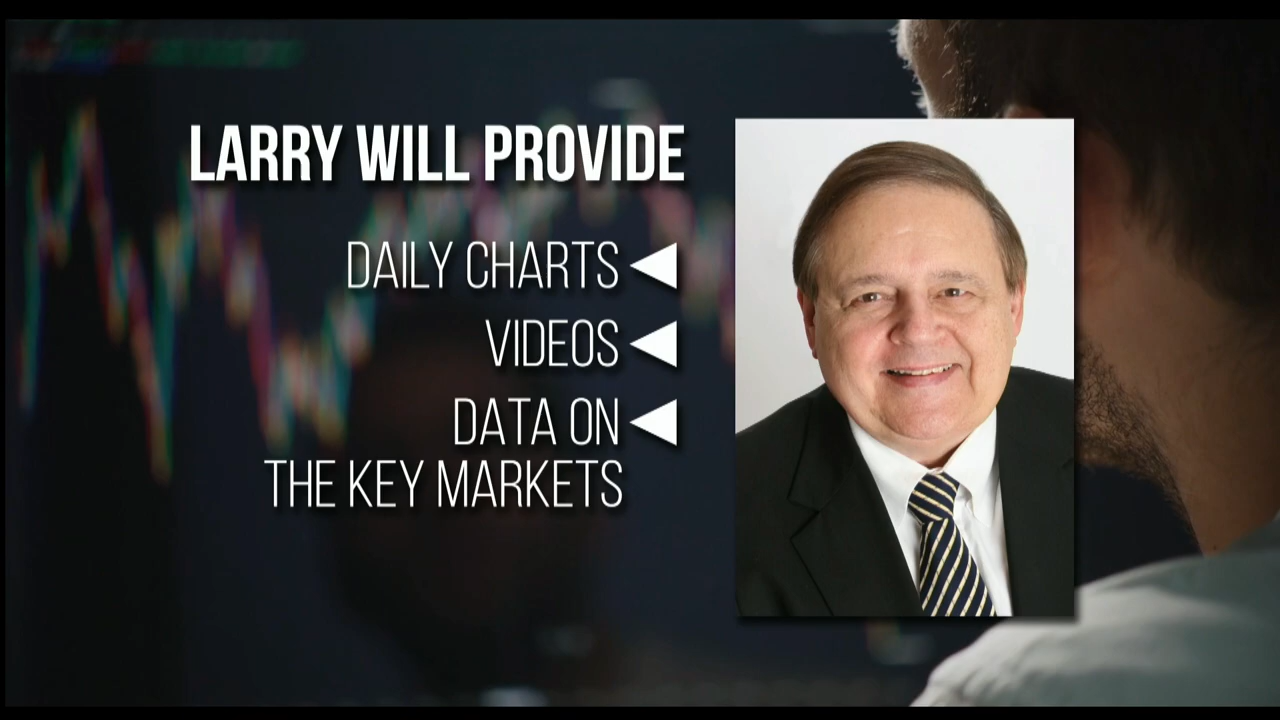 LARRY WILL PROVIDE
DAILY CHARTS
VIDEOS
DATA ON
THE KEY MARKETS